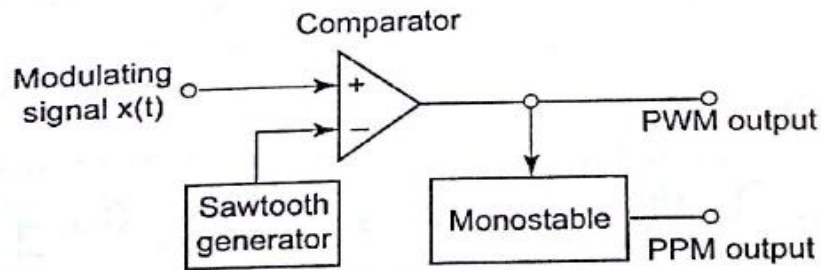 Comparator
Modulating
signal x(t)
+
−
PWM output
Sawtooth
generator
Monostable
PPM output